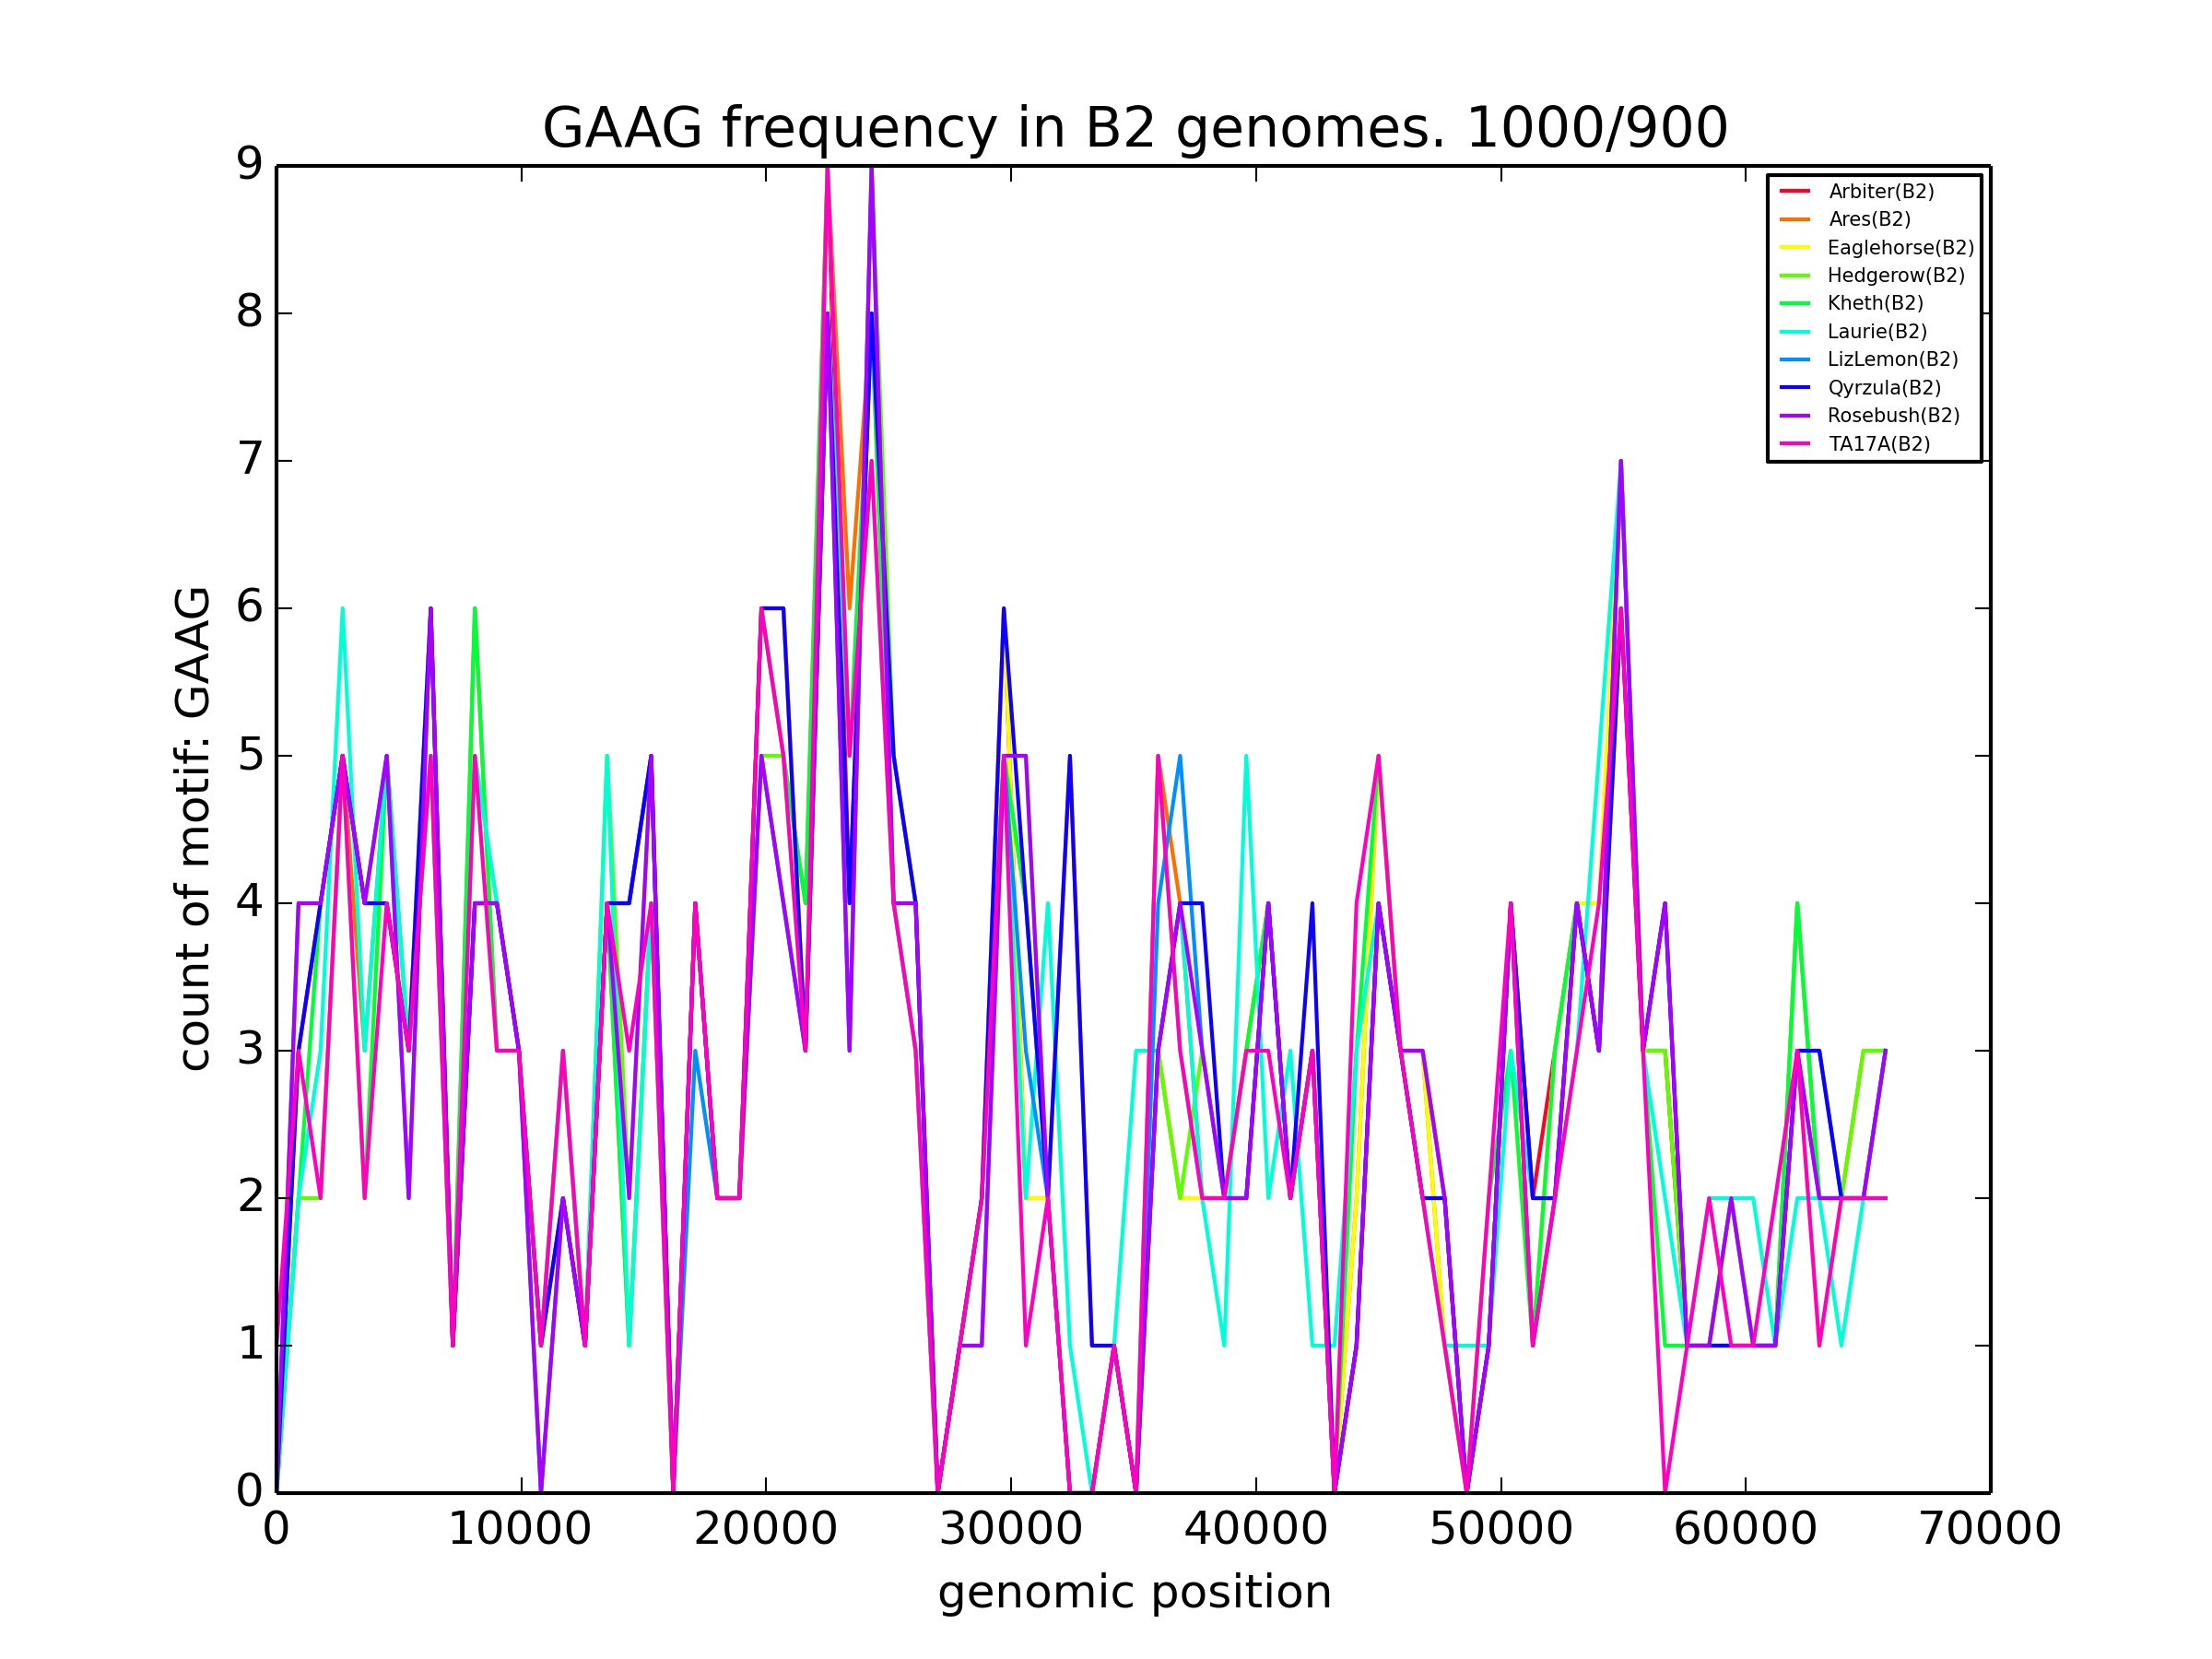 GAAG frequency in B2 genomes. 1000/900
9
8
7
6
5
4
3
2
1
0
count of motif: GAAG
Arbiter(B2)
Ares(B2)
Eaglehorse(B2)
Hedgerow(B2)
Kheth(B2)
Laurie(B2)
LizLemon(B2)
Qyrzula(B2)
Rosebush(B2)
TA17A(B2)
0 10000 20000 30000 40000 50000 60000 70000
genomic position